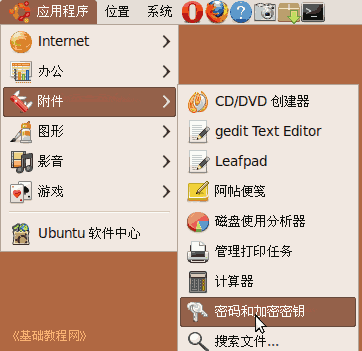 应用程序 位置 系统
Internet
办公
附件
图形
影音
游戏
Ubuntu 软件中心
CD/DVD 创建器
gedit Text Editor
Leafpad
阿帖便笺
磁盘使用分析器
管理打印任务
计算器
密码和加密密钥
搜索文件...
《基础教程网》